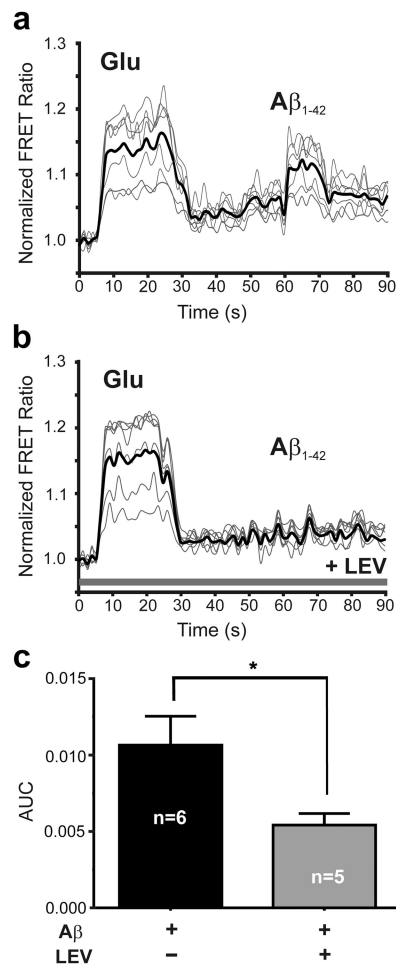 a
1.3
1.2
1.1
1.0
Normalized FRET Ratio
Glu
Aβ1-42
0 10 20 30 40 50 60 70 80 90
Time (s)
b
1.3
1.2
1.1
1.0
Normalized FRET Ratio
Glu
Aβ1-42
+ LEV
0 10 20 30 40 50 60 70 80 90
Time (s)
c
0.015
0.010
0.005
0.000
AUC
*
n=6
n=5
Aβ + +
LEV – +